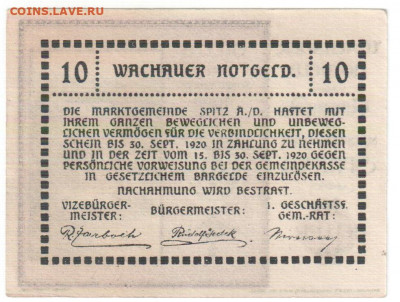 COINS.LAVE.RU
10 WACHAUER NOTGELD. 10
DIE MARKTGEMEINDE SPITZ A./D. HAFTET MIT
IHREM GANZEN BEWEGLICHEN UND UNBEWEG-
LICHEN VERMÖGEN FÜR DIE VERBINDLICHKEIT, DIESEN
SCHEIN BIS 30. SEPT. 1920 IN ZAHLUNG ZU NEHMEN
UND IN DER ZEIT VOM 15. BIS 30. SEPT. 1920 GEGEN
PERSÖNLICHE VORWEISUNG BEI DER GEMEINDEKASSE
IN GESETZLICHEM BARGELDE EINZULÖSEN.
NACHAHMUNG WIRD BESTRAFT.
VIZEBÜRGER-
MEISTER:
BÜRGERMEISTER:
1. GESCHÄFTSF.
GEM.-RAT: